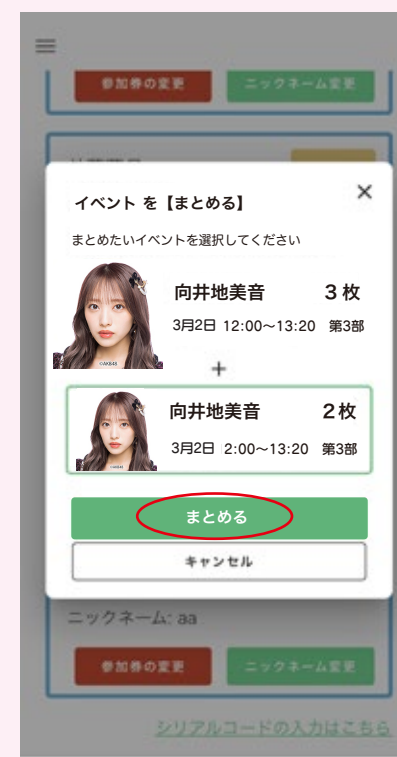 参加券の変更 ニックネーム変更
イベント を【まとめる】 ×
まとめたいイベントを選択してください
向井地美音 3枚
3月2日 12:00〜13:20 第3部
©AKB48
+
向井地美音 2枚
3月2日 2:00〜13:20 第3部
まとめる
キャンセル
ニックネーム: aa
参加券の変更 ニックネーム変更
シリアルコードの入力はこちら